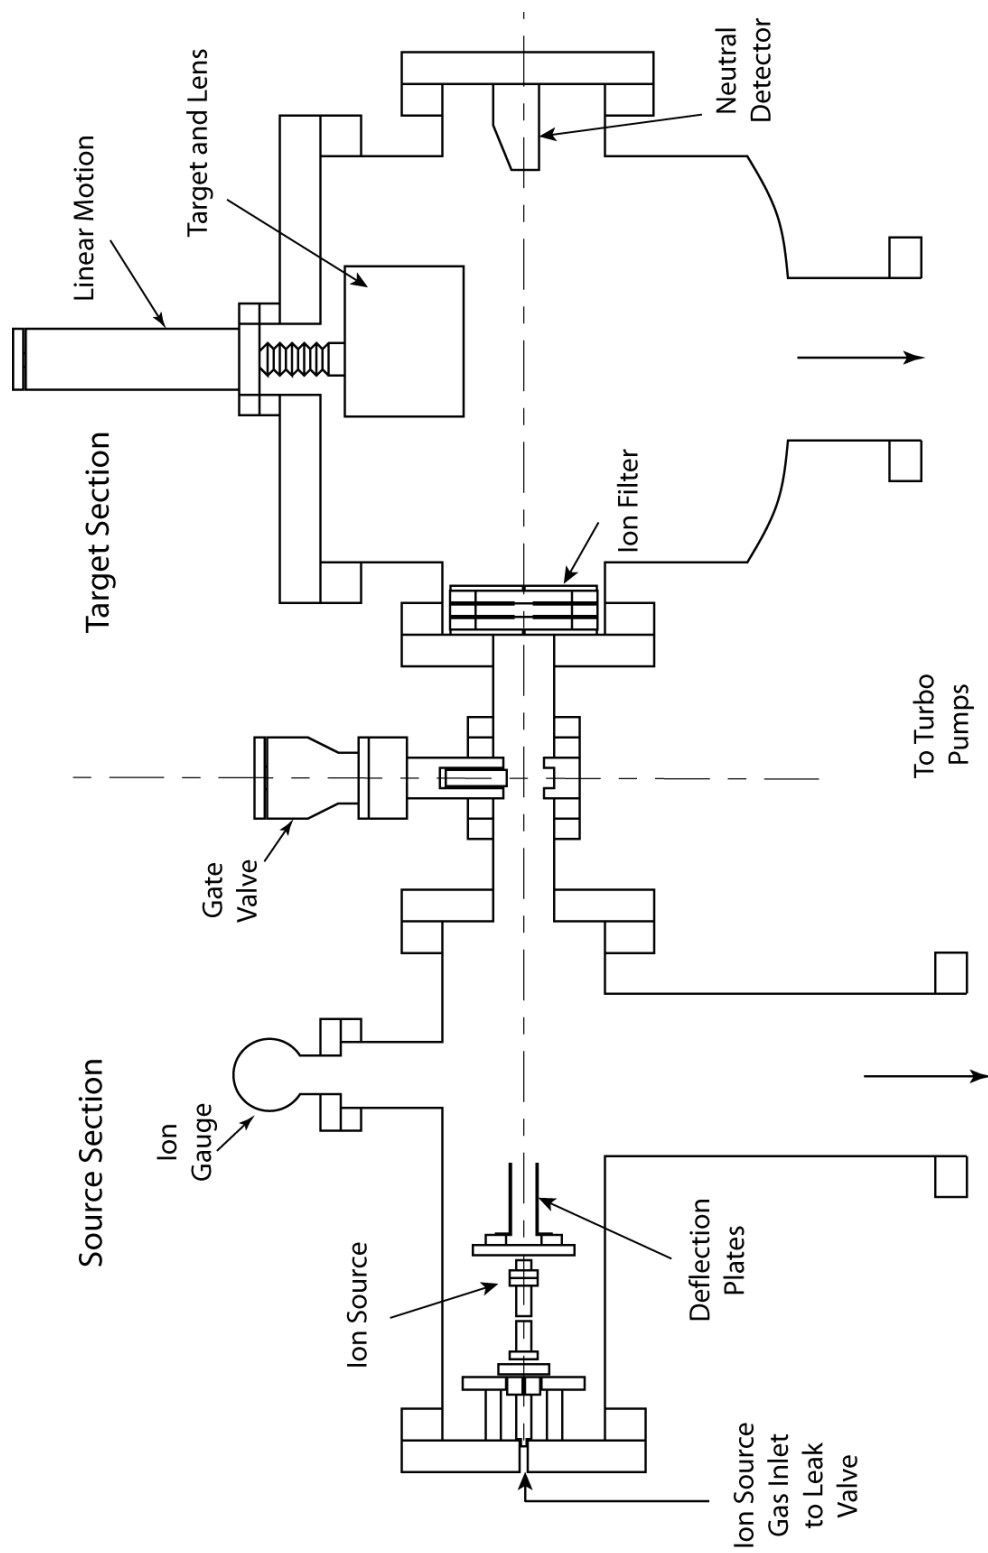 Source Section
Target Section
Ion
Gauge
Gate
Valve
Linear Motion
Target and Lens
Ion Source
Deflection
Plates
Ion Filter
Neutral
Detector
Ion Source
Gas Inlet
to Leak
Valve
To Turbo
Pumps